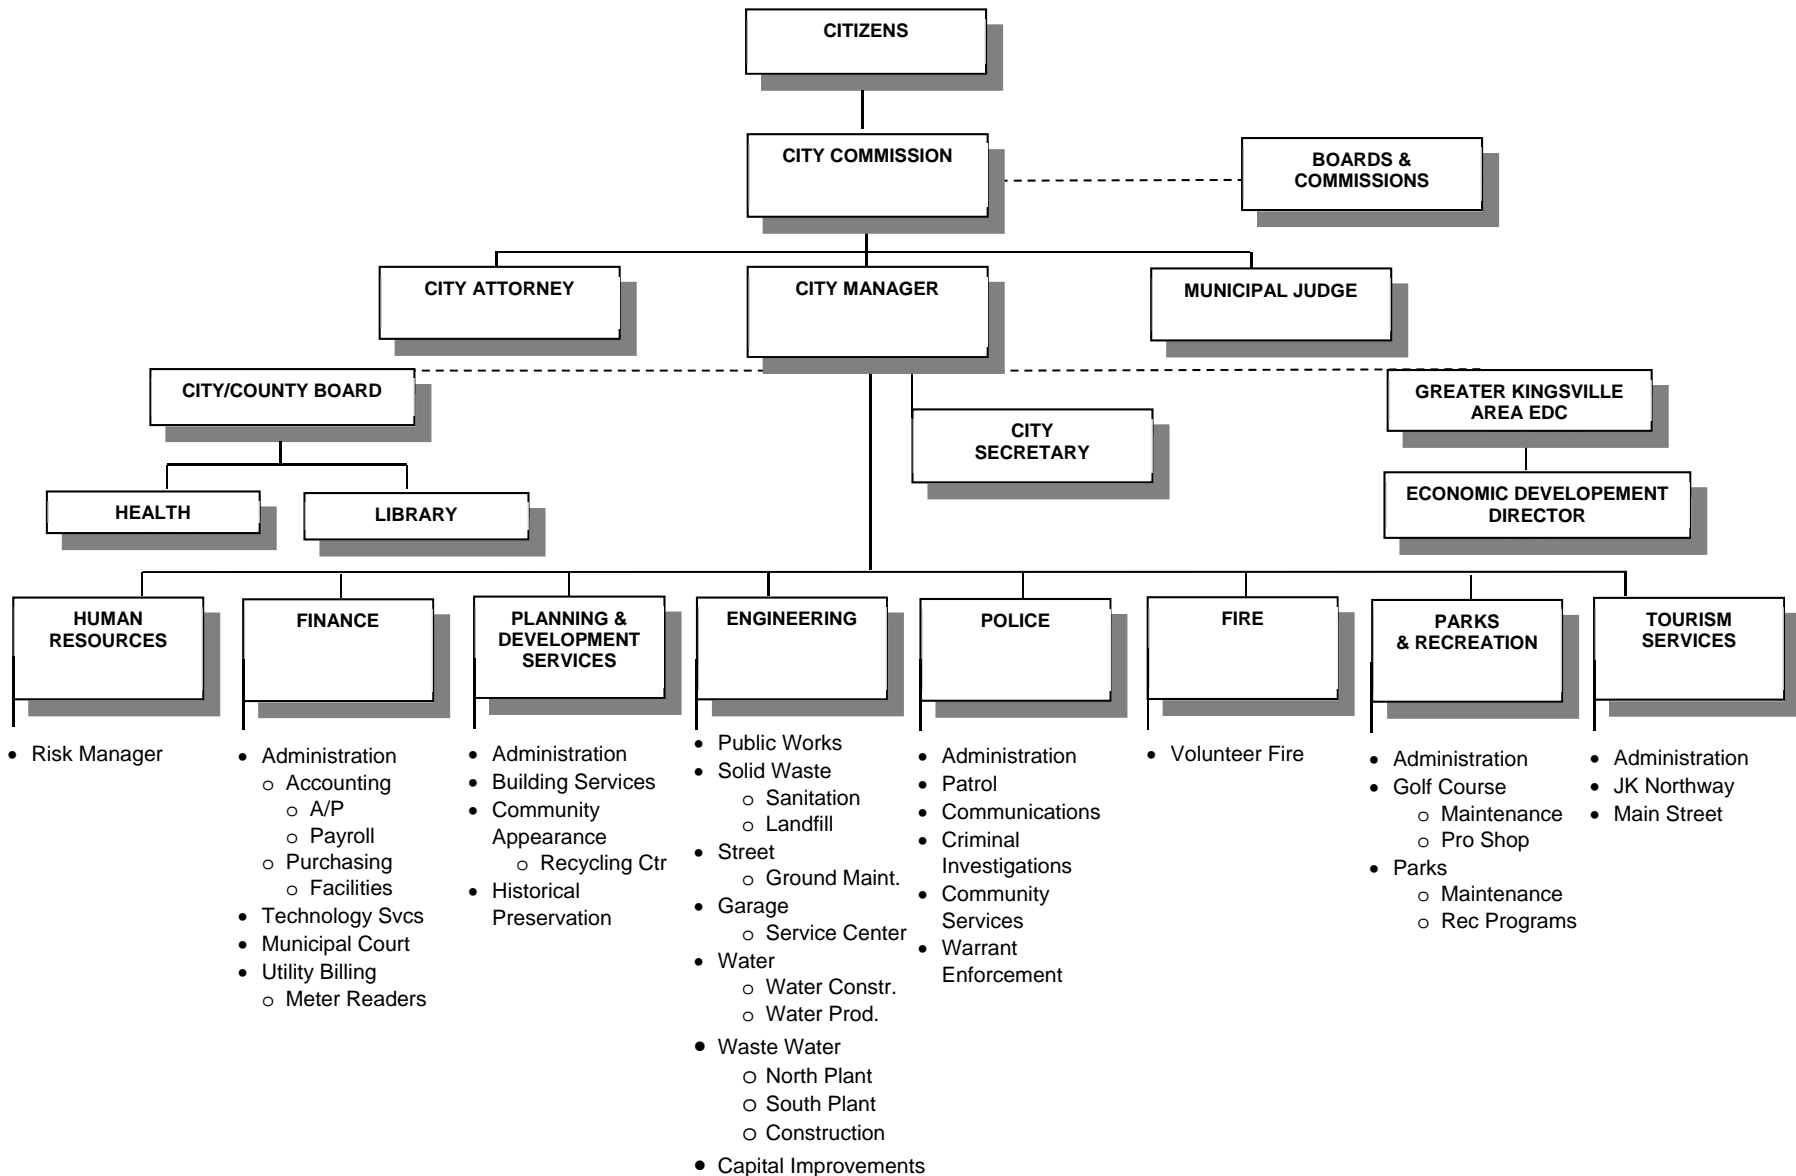 CITIZENS
CITY COMMISSION
BOARDS &
COMMISSIONS
CITY ATTORNEY
CITY MANAGER
MUNICIPAL JUDGE
CITY/COUNTY BOARD
GREATER KINGSVILLE
AREA EDC
CITY
SECRETARY
HEALTH
LIBRARY
ECONOMIC DEVELOPEMENT
DIRECTOR
HUMAN
RESOURCES
• Risk Manager
FINANCE
• Administration
o Accounting
o A/P
o Payroll
o Purchasing
o Facilities
• Technology Svcs
• Municipal Court
• Utility Billing
o Meter Readers
PLANNING &
DEVELOPMENT
SERVICES
• Administration
• Building Services
• Community
Appearance
o Recycling Ctr
• Historical
Preservation
ENGINEERING
• Public Works
• Solid Waste
o Sanitation
o Landfill
• Street
o Ground Maint.
• Garage
o Service Center
• Water
o Water Constr.
o Water Prod.
• Waste Water
o North Plant
o South Plant
o Construction
• Capital Improvements
POLICE
• Administration
• Patrol
• Communications
• Criminal
Investigations
• Community
Services
• Warrant
Enforcement
FIRE
• Volunteer Fire
PARKS
& RECREATION
• Administration
• Golf Course
o Maintenance
o Pro Shop
• Parks
o Maintenance
o Rec Programs
TOURISM
SERVICES
• Administration
• JK Northway
• Main Street